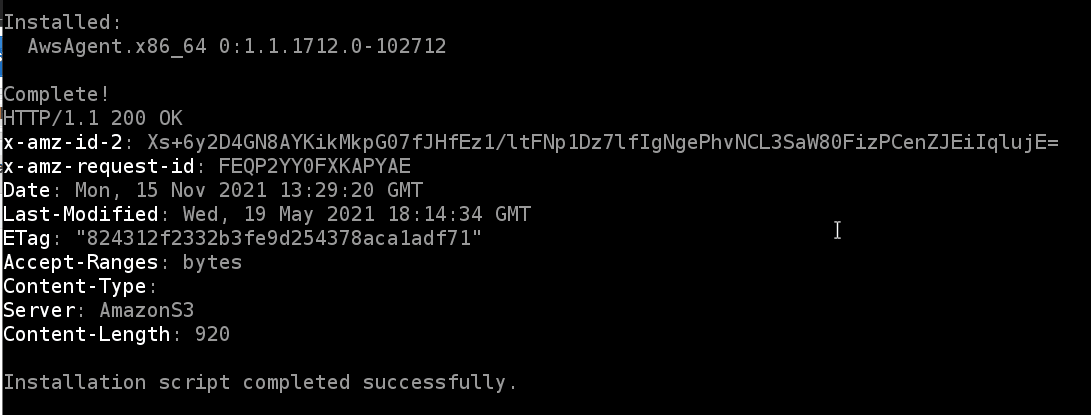 Installed:
  AwsAgent.x86_64 0:1.1.1712.0-102712

Complete!
HTTP/1.1 200 OK
x-amz-id-2: Xs+6y2D4GN8AYKikMkpG07fJHfEz1/ltFNp1Dz7lfIgNgePhvNCL3SaW80FizPCenZJEiIqlujE=
x-amz-request-id: FEQP2YY0FXKAPYAE
Date: Mon, 15 Nov 2021 13:29:20 GMT
Last-Modified: Wed, 19 May 2021 18:14:34 GMT
ETag: "824312f2332b3fe9d254378aca1adf71"
Accept-Ranges: bytes
Content-Type:
Server: AmazonS3
Content-Length: 920

Installation script completed successfully.